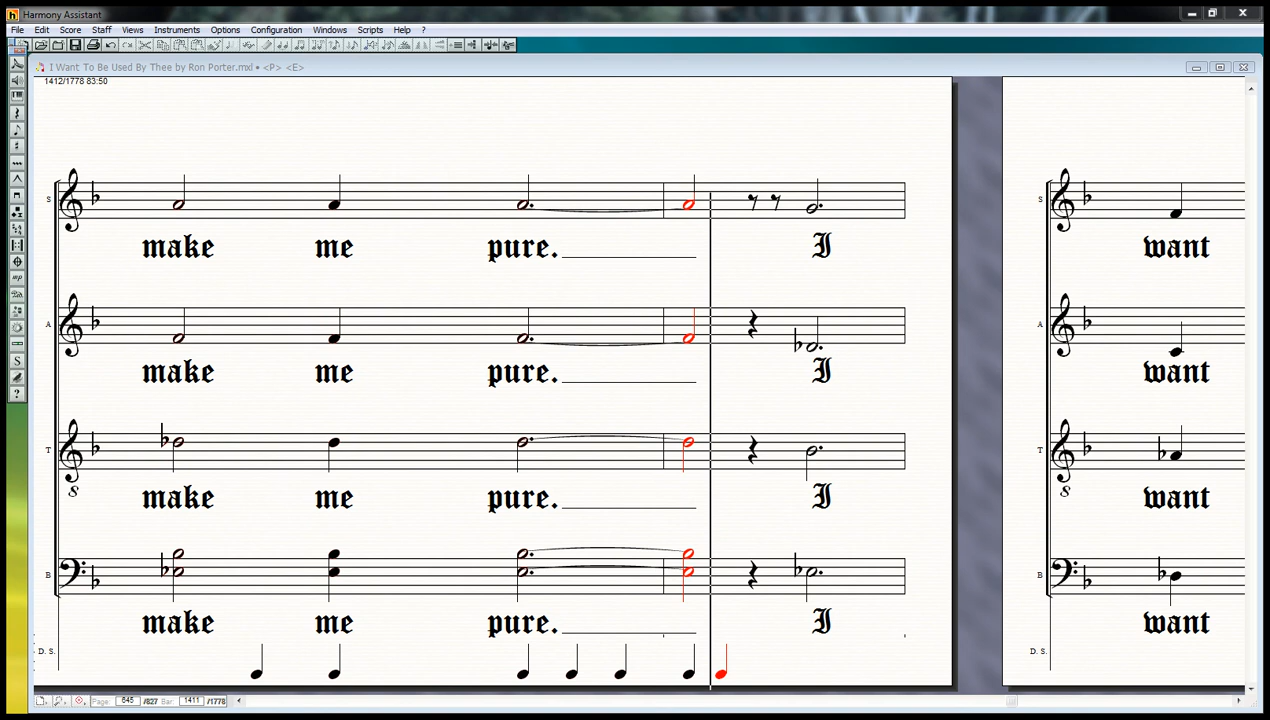 Harmony Assistant
File Edit Score Staff Views Instruments Options Configuration Windows Scripts Help ?
I Want To Be Used By Thee by Ron Porter.mxl • <P> <E>
1412/1778 83:50
S
S
make me pure. I
want
A
A
make me pure. I
want
T
T
8
8
make me pure. I
want
B
B
make me pure. I
want
D. S.
D. S.
Page: 645 /827 Bar: 1411 /1778